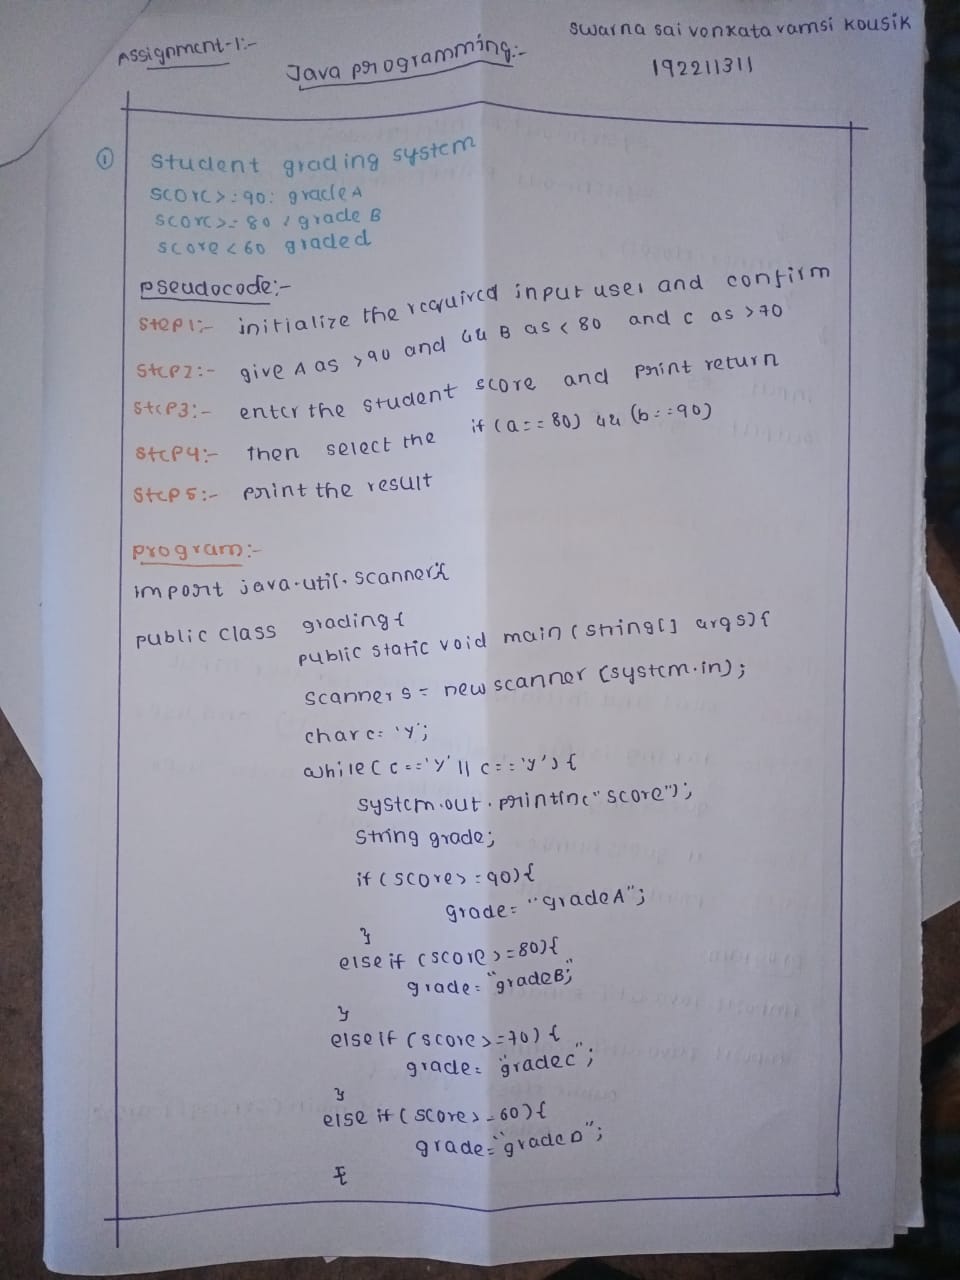 Assignment-1:-
Swarna sai venkata vamsi kousik
Java programming:-
192211311
① Student grading system
score>=90: grade A
score>=80 : grade B
score<60 graded
pseudocode:-
Step1:- initialize the required input user and confirm
Step2:- give A as >90 and && B as <80 and c as >70
Step3:- enter the student score and print return
Step4:- then select the if (a==80) && (b==90)
Step5:- print the result
program:-
import java.util.scanner;
public class grading{
public static void main (string[] args){
scanner s = new scanner (system.in);
char c= 'Y';
while (c=='Y' || c=='y') {
system.out.println("score");
String grade;
if (score>=90){
grade= "grade A";
}
else if (score>=80){
grade= "grade B;"
}
else if (score>=70) {
grade= "grade c";
}
else if (score>=60){
grade="grade D";
}